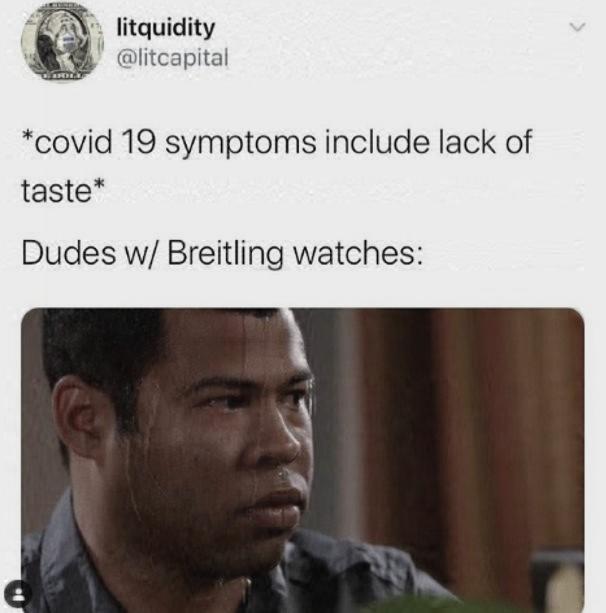 litquidity
@litcapital
*covid 19 symptoms include lack of
taste*
Dudes w/ Breitling watches: